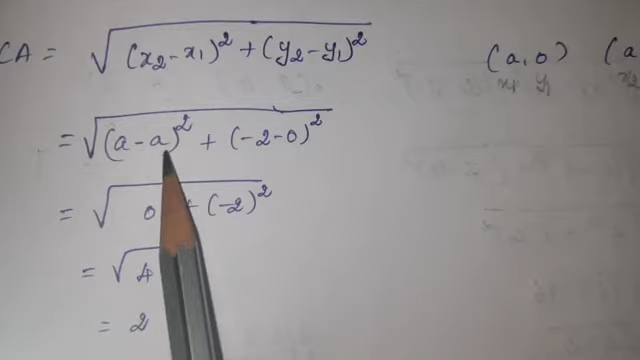 CA = √(x₂-x₁)² + (y₂-y₁)² (a,0) (a
x₁ y₁ x₂
= √(a-a)² + (-2-0)²
= √0 + (-2)²
= √4
= 2